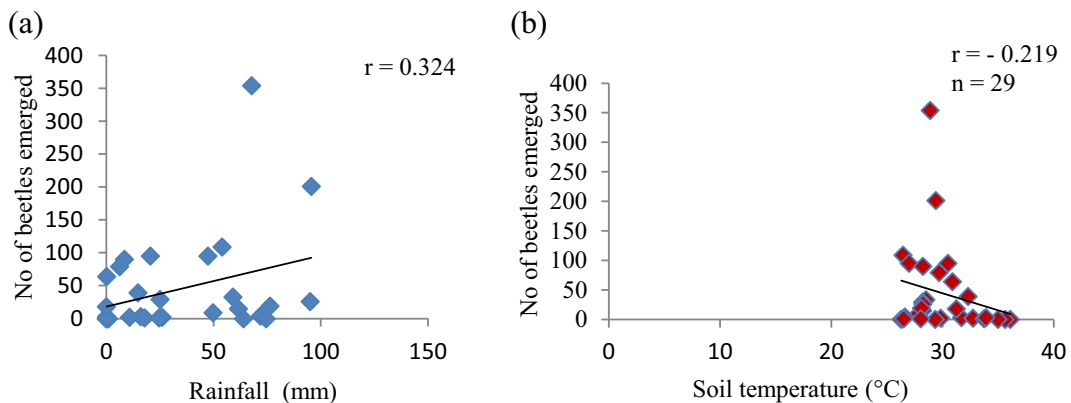 (a)
r = 0.324
No of beetles emerged
400
350
300
250
200
150
100
50
0
0 50 100 150
Rainfall (mm)
(b)
r = - 0.219
n = 29
No of beetles emerged
400
350
300
250
200
150
100
50
0
0 10 20 30 40
Soil temperature (°C)